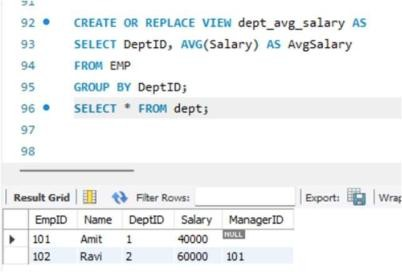 91
92 CREATE OR REPLACE VIEW dept_avg_salary AS
93 SELECT DeptID, AVG(Salary) AS AvgSalary
94 FROM EMP
95 GROUP BY DeptID;
96 SELECT * FROM dept;
97
98
Result Grid Filter Rows: Export: Wrap
EmpID Name DeptID Salary ManagerID
101 Amit 1 40000 NULL
102 Ravi 2 60000 101